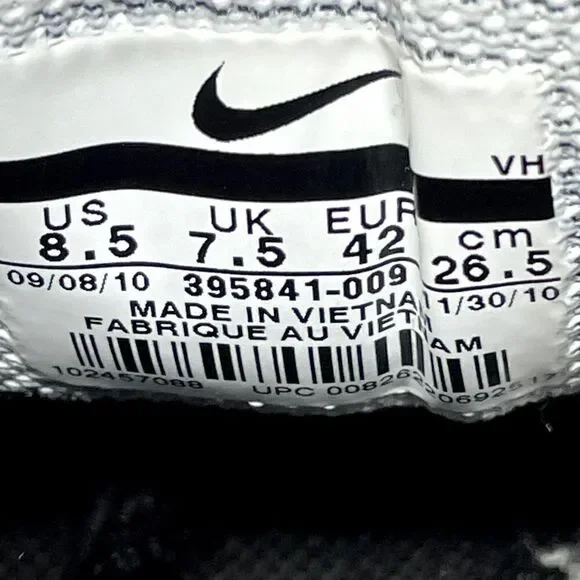 VH
US UK EUR cm
8.5 7.5 42 26.5
09/08/10 395841-009 11/30/10
MADE IN VIETNAM
FABRIQUE AU VIETNAM
102457088 UPC